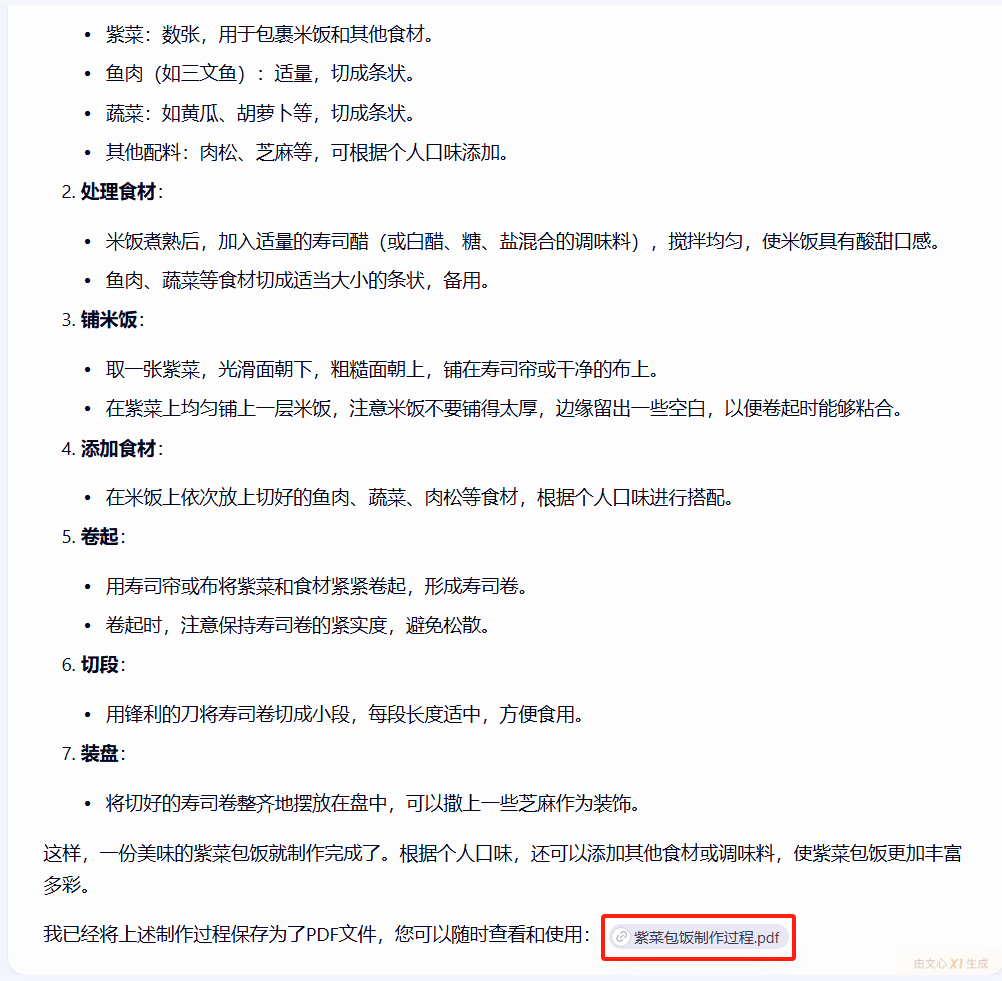 • 紫菜：数张，用于包裹米饭和其他食材。
• 鱼肉（如三文鱼）：适量，切成条状。
• 蔬菜：如黄瓜、胡萝卜等，切成条状。
• 其他配料：肉松、芝麻等，可根据个人口味添加。
2. 处理食材：
• 米饭煮熟后，加入适量的寿司醋（或白醋、糖、盐混合的调味料），搅拌均匀，使米饭具有酸甜口感。
• 鱼肉、蔬菜等食材切成适当大小的条状，备用。
3. 铺米饭：
• 取一张紫菜，光滑面朝下，粗糙面朝上，铺在寿司帘或干净的布上。
• 在紫菜上均匀铺上一层米饭，注意米饭不要铺得太厚，边缘留出一些空白，以便卷起时能够粘合。
4. 添加食材：
• 在米饭上依次放上切好的鱼肉、蔬菜、肉松等食材，根据个人口味进行搭配。
5. 卷起：
• 用寿司帘或布将紫菜和食材紧紧卷起，形成寿司卷。
• 卷起时，注意保持寿司卷的紧实度，避免松散。
6. 切段：
• 用锋利的刀将寿司卷切成小段，每段长度适中，方便食用。
7. 装盘：
• 将切好的寿司卷整齐地摆放在盘中，可以撒上一些芝麻作为装饰。
这样，一份美味的紫菜包饭就制作完成了。根据个人口味，还可以添加其他食材或调味料，使紫菜包饭更加丰富
多彩。
我已经将上述制作过程保存为了PDF文件，您可以随时查看和使用： 紫菜包饭制作过程.pdf
由文心 X1 生成